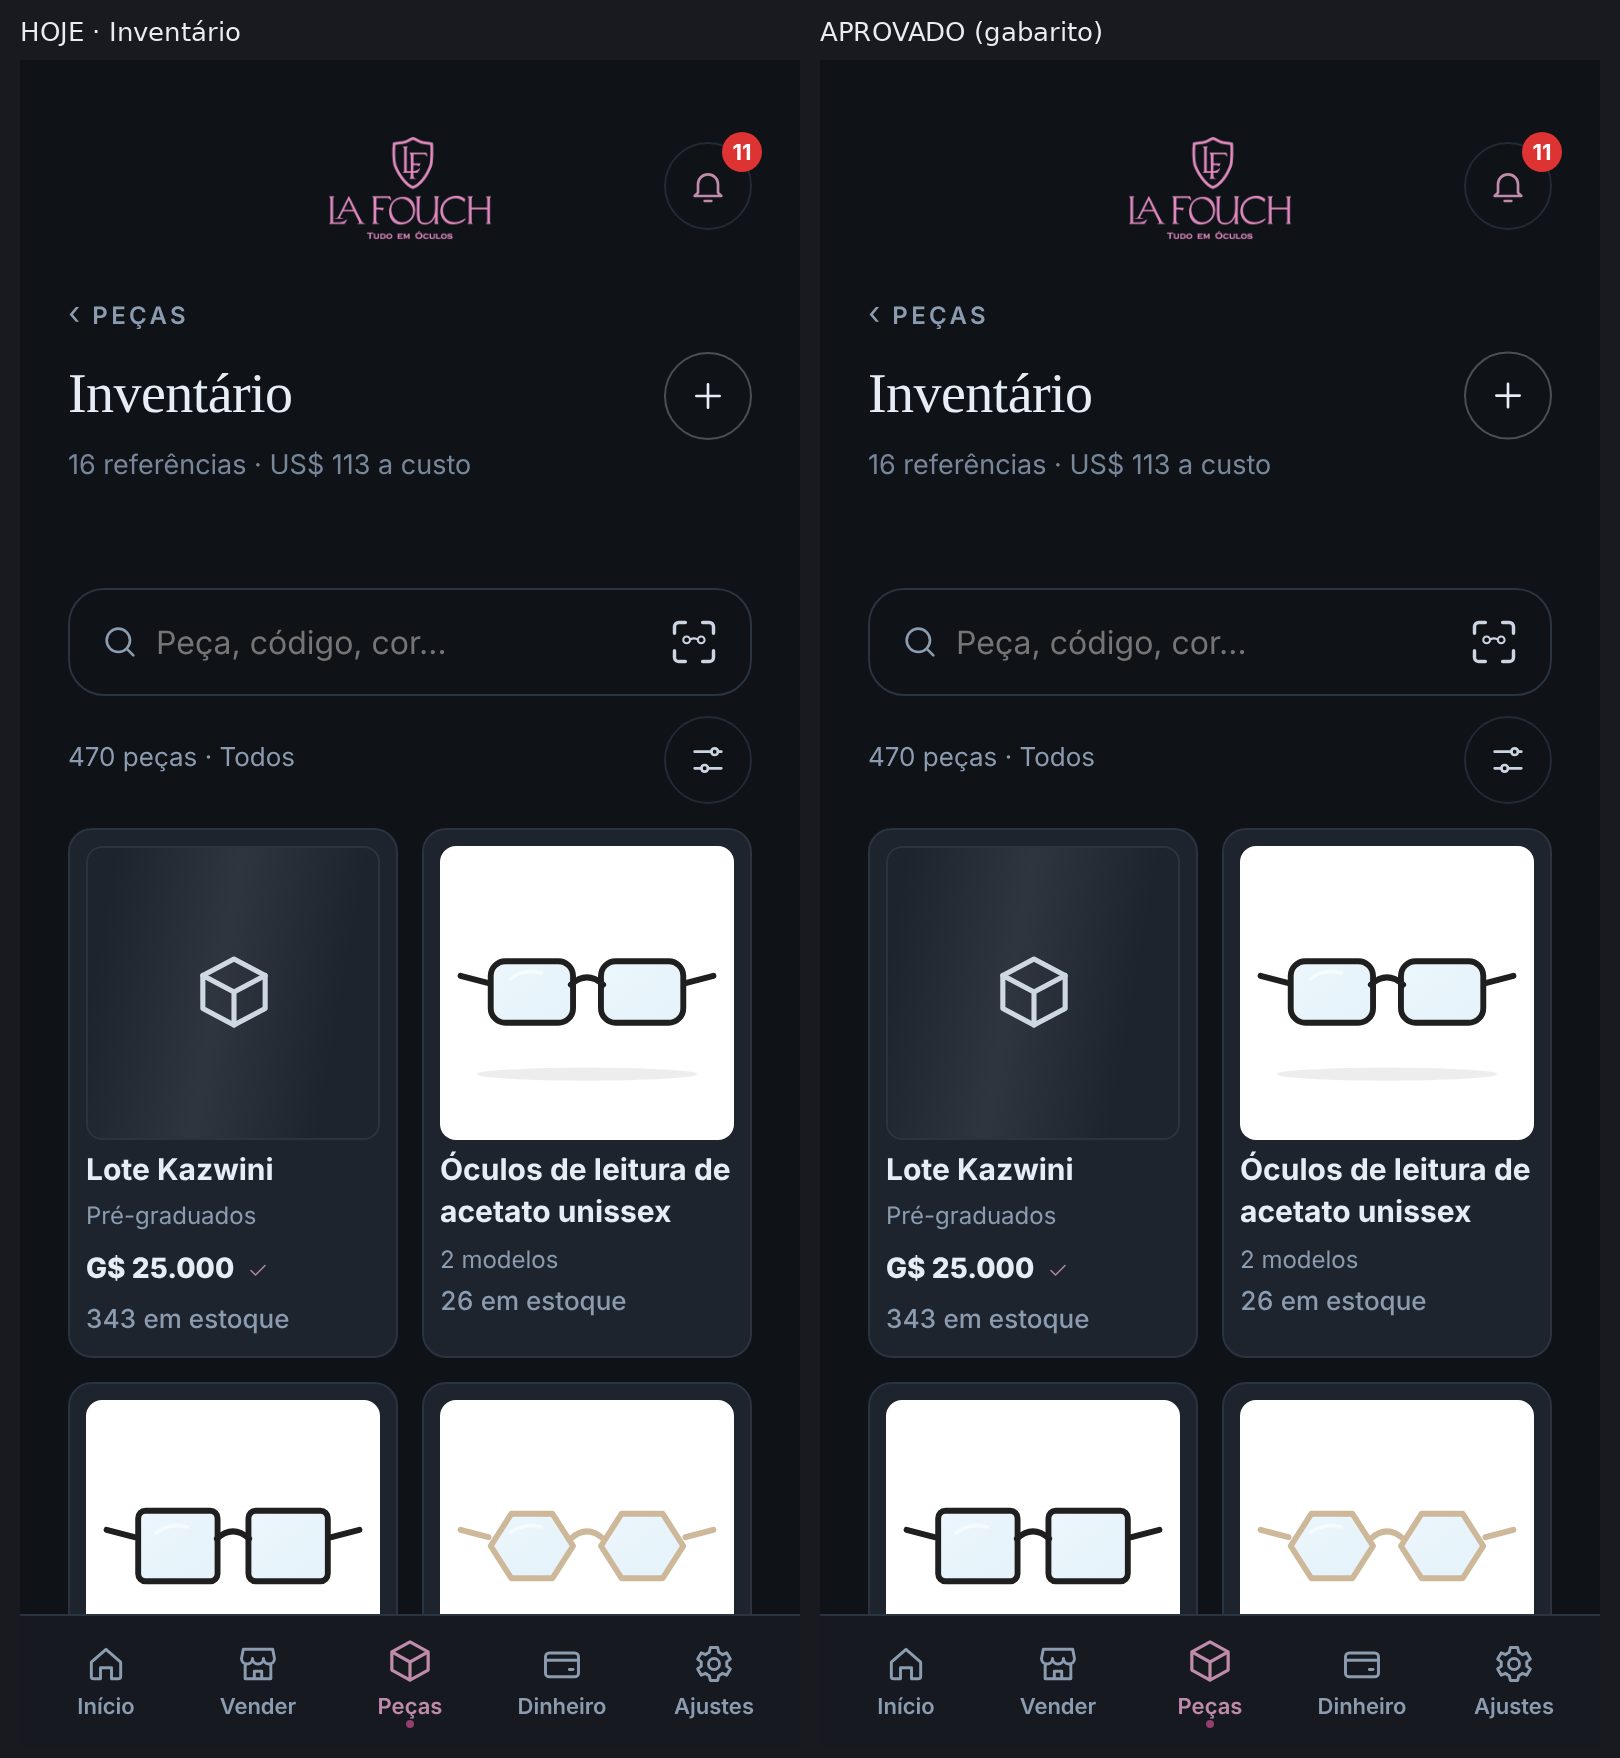 HOJE · Inventário
LF
LA FOUCH
TUDO EM ÓCULOS
11
‹ PEÇAS
Inventário
16 referências · US$ 113 a custo
Peça, código, cor...
470 peças · Todos
Lote Kazwini
Pré-graduados
G$ 25.000
343 em estoque
Óculos de leitura de
acetato unissex
2 modelos
26 em estoque
Início
Vender
Peças
Dinheiro
Ajustes
APROVADO (gabarito)
LF
LA FOUCH
TUDO EM ÓCULOS
11
‹ PEÇAS
Inventário
16 referências · US$ 113 a custo
Peça, código, cor...
470 peças · Todos
Lote Kazwini
Pré-graduados
G$ 25.000
343 em estoque
Óculos de leitura de
acetato unissex
2 modelos
26 em estoque
Início
Vender
Peças
Dinheiro
Ajustes